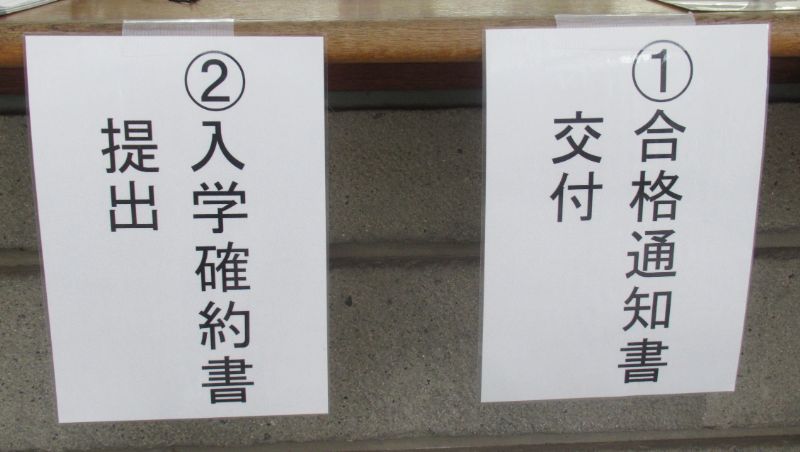 ①合格通知書
交付
②入学確約書
提出